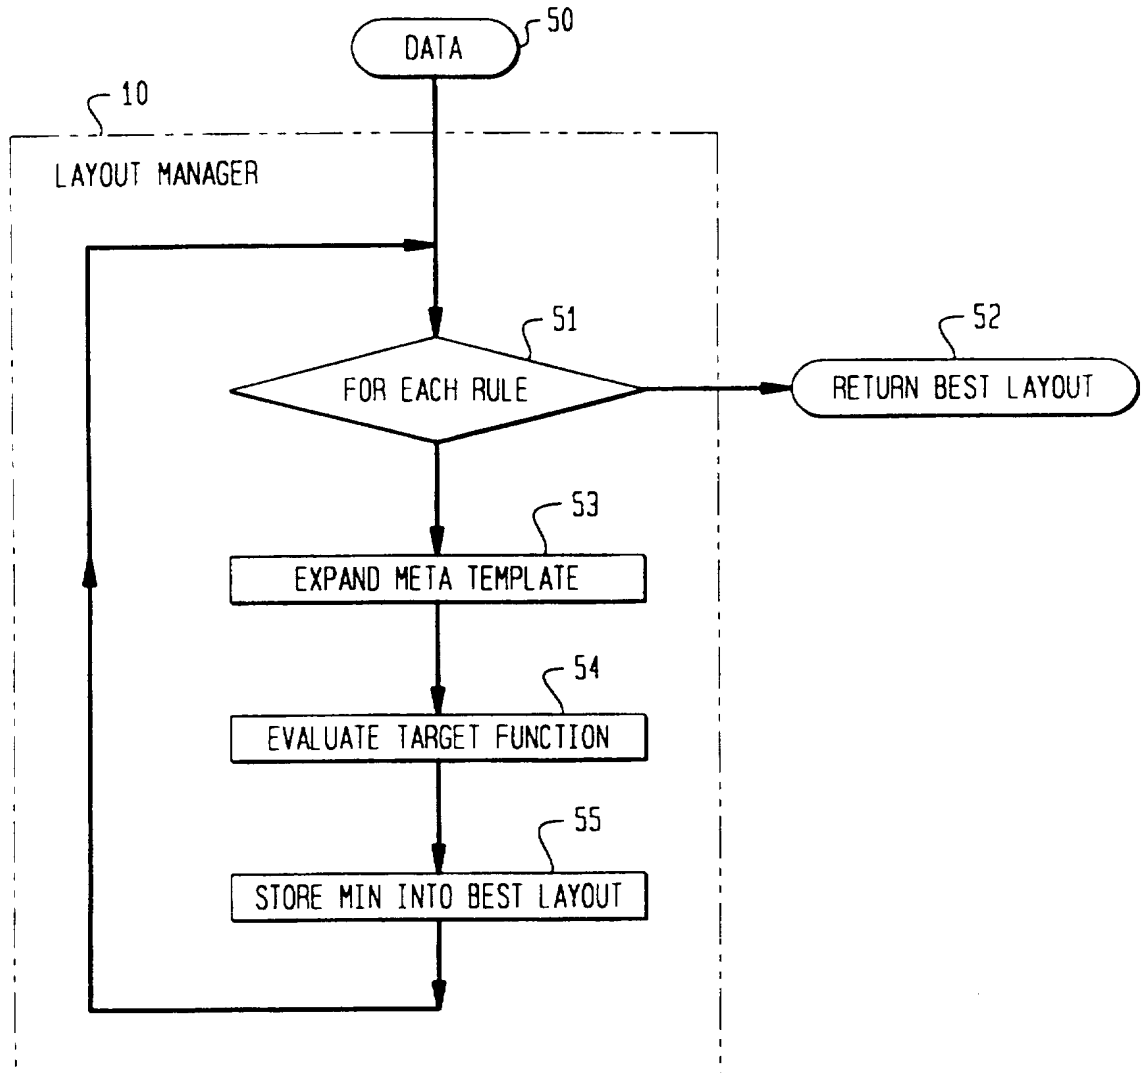 DATA
50
10
LAYOUT MANAGER
51
FOR EACH RULE
52
RETURN BEST LAYOUT
53
EXPAND META TEMPLATE
54
EVALUATE TARGET FUNCTION
55
STORE MIN INTO BEST LAYOUT